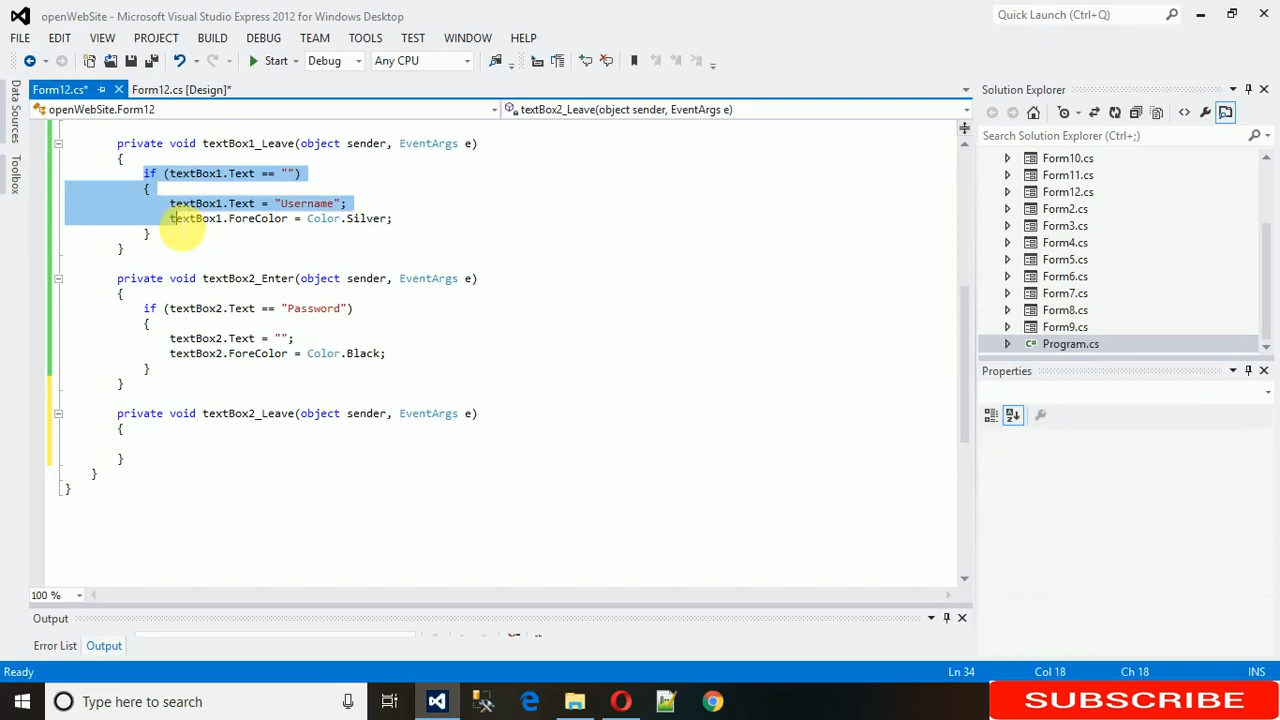 openWebSite - Microsoft Visual Studio Express 2012 for Windows Desktop
Quick Launch (Ctrl+Q)
FILE EDIT VIEW PROJECT BUILD DEBUG TEAM TOOLS TEST WINDOW HELP
Start Debug Any CPU
Form12.cs* Form12.cs [Design]*
openWebSite.Form12
textBox2_Leave(object sender, EventArgs e)
Data Sources
Toolbox
private void textBox1_Leave(object sender, EventArgs e)
{
if (textBox1.Text == "")
{
textBox1.Text = "Username";
textBox1.ForeColor = Color.Silver;
}
}
private void textBox2_Enter(object sender, EventArgs e)
{
if (textBox2.Text == "Password")
{
textBox2.Text = "";
textBox2.ForeColor = Color.Black;
}
}
private void textBox2_Leave(object sender, EventArgs e)
{
}
}
}
100 %
Output
Error List Output
Solution Explorer
Search Solution Explorer (Ctrl+;)
Form10.cs
Form11.cs
Form12.cs
Form2.cs
Form3.cs
Form4.cs
Form5.cs
Form6.cs
Form7.cs
Form8.cs
Form9.cs
Program.cs
Properties
Ready Ln 34 Col 18 Ch 18 INS
Type here to search
SUBSCRIBE